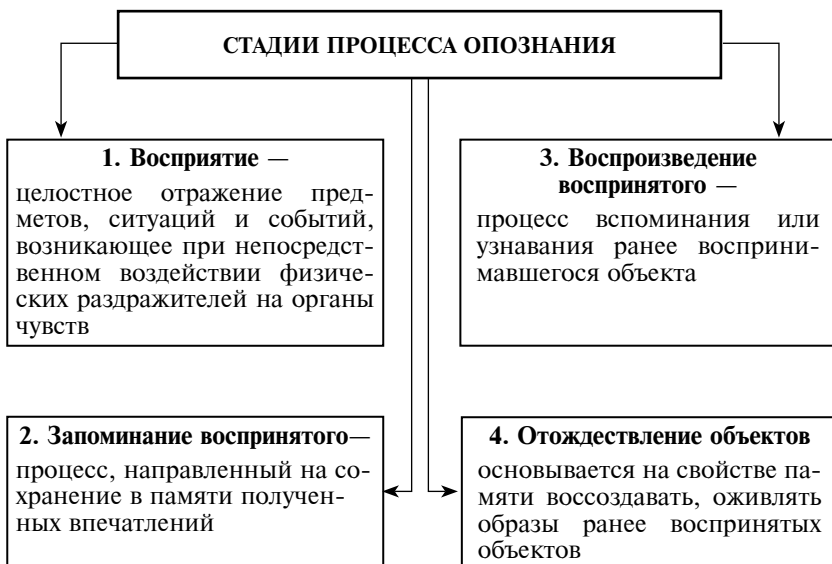 СТАДИИ ПРОЦЕССА ОПОЗНАНИЯ
1. Восприятие —
целостное отражение пред-
метов, ситуаций и событий,
возникающее при непосредст-
венном воздействии физиче-
ских раздражителей на органы
чувств
2. Запоминание воспринятого—
процесс, направленный на со-
хранение в памяти получен-
ных впечатлений
3. Воспроизведение
воспринятого —
процесс вспоминания или
узнавания ранее восприни-
мавшегося объекта
4. Отождествление объектов
основывается на свойстве па-
мяти воссоздавать, оживлять
образы ранее воспринятых
объектов